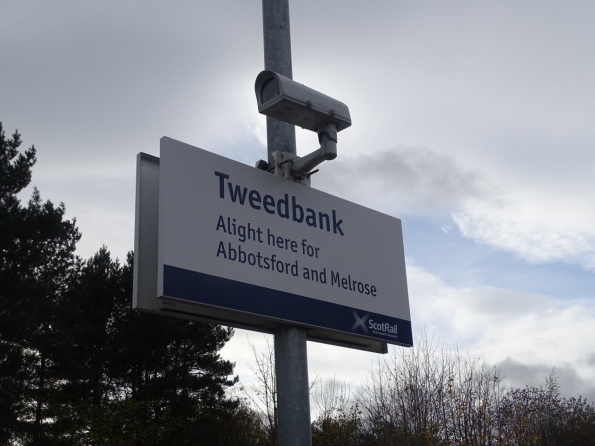 Tweedbank
Alight here for
Abbotsford and Melrose
ScotRail